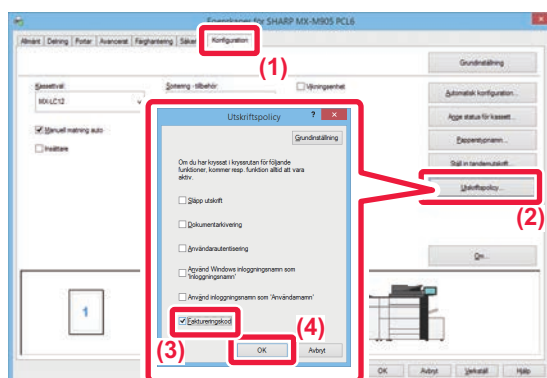 Egenskaper för SHARP MX-M905 PCL6
Allmänt Delning Portar Avancerat Färghantering Säker Konfiguration
(1)
Grundinställning
Kassettval:
MX-LC12
Sortering - tillbehör:
Vikningsenhet
Automatisk konfiguration...
Manuell matning auto
Ange status för kassett...
Insättare
Papperstypnamn...
Ställ in tandemutskrift...
Utskriftspolicy...
(2)
Om...
Utskriftspolicy
? ×
Grundinställning
Om du har kryssat i kryssrutan för följande
funktioner, kommer resp. funktion alltid att vara
aktiv.
Släpp utskrift
Dokumentarkivering
Användarautentisering
Använd Windows inloggningsnamn som
'Inloggningsnamn'
Använd inloggningsnamn som 'Användarnamn'
Faktureringskod
(3)
(4)
OK Avbryt
1
OK Avbryt Verkställ Hjälp